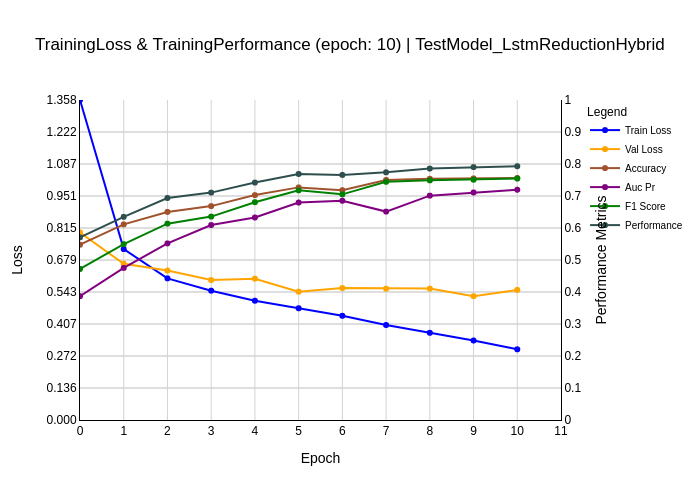 TrainingLoss & TrainingPerformance (epoch: 10) | TestModel_LstmReductionHybrid
1.358
1.222
1.087
0.951
0.815
0.679
0.543
0.407
0.272
0.136
0.000
Loss
0 1 2 3 4 5 6 7 8 9 10 11
Epoch
1
0.9
0.8
0.7
0.6
0.5
0.4
0.3
0.2
0.1
0
Performance Metrics
Legend
Train Loss
Val Loss
Accuracy
Auc Pr
F1 Score
Performance